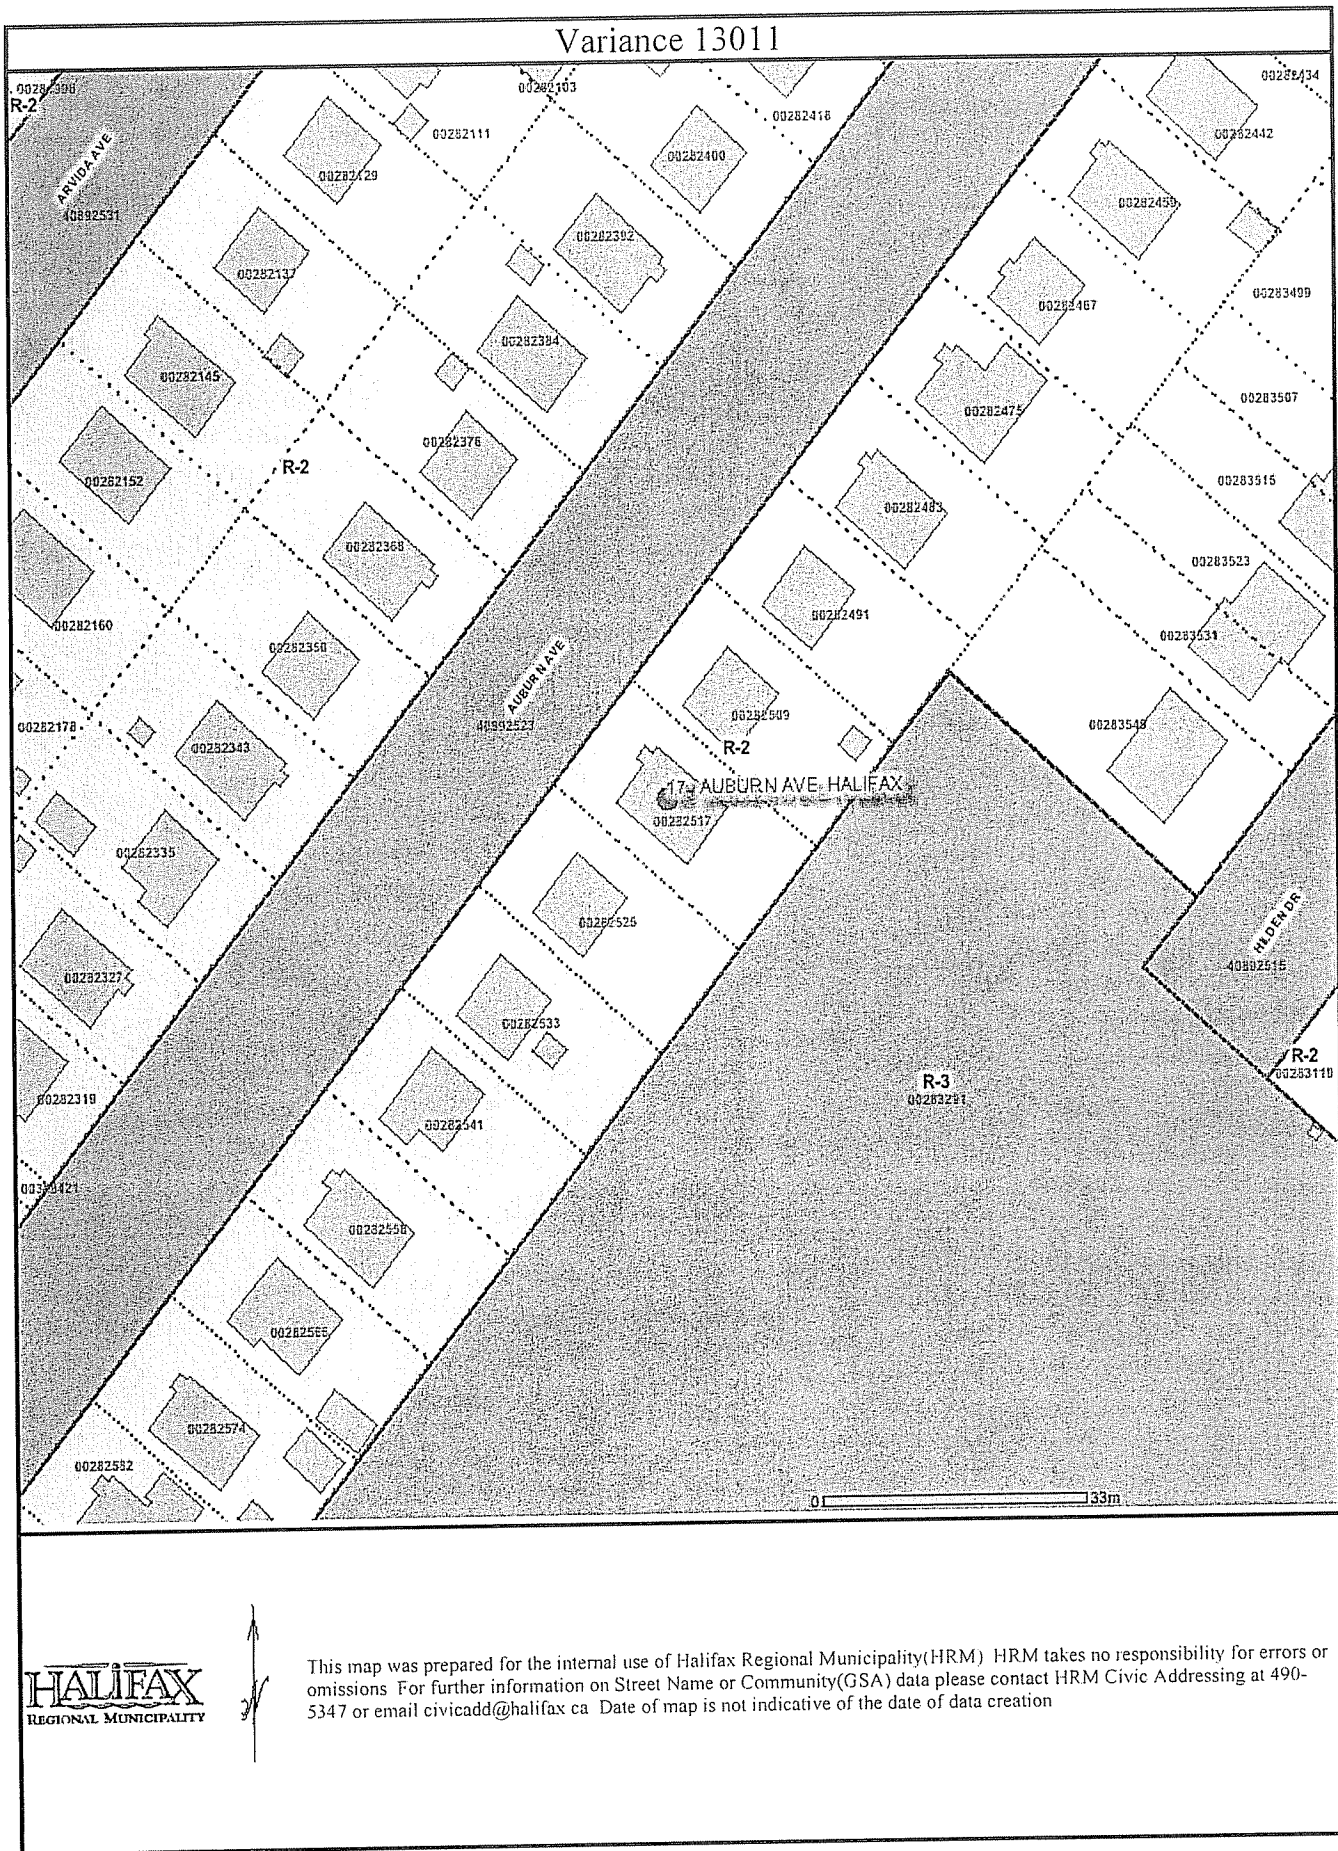 Variance 13011
R-2
00282103
00282434
00282418
00282111
00282442
ARVIDA AVE
00282400
00282129
00282459
40892531
00282392
00282137
00283499
00282467
00282384
00282145
00283507
00282475
00282376
R-2
00282152
00283515
00282483
00282368
00283523
00282491
00282160
00283531
00282350
AUBURN AVE
00282509
00282178
40892523
00283549
00282343
R-2
17 AUBURN AVE HALIFAX
00282517
00282335
00282525
HILDEN DR
40892515
00282327
00282533
R-2
00283119
R-3
00282319
00282541
00282566
00282574
00282582
0 33m
HALIFAX
REGIONAL MUNICIPALITY
N
This map was prepared for the internal use of Halifax Regional Municipality(HRM) HRM takes no responsibility for errors or
omissions For further information on Street Name or Community(GSA) data please contact HRM Civic Addressing at 490-
5347 or email civicadd@halifax ca Date of map is not indicative of the date of data creation